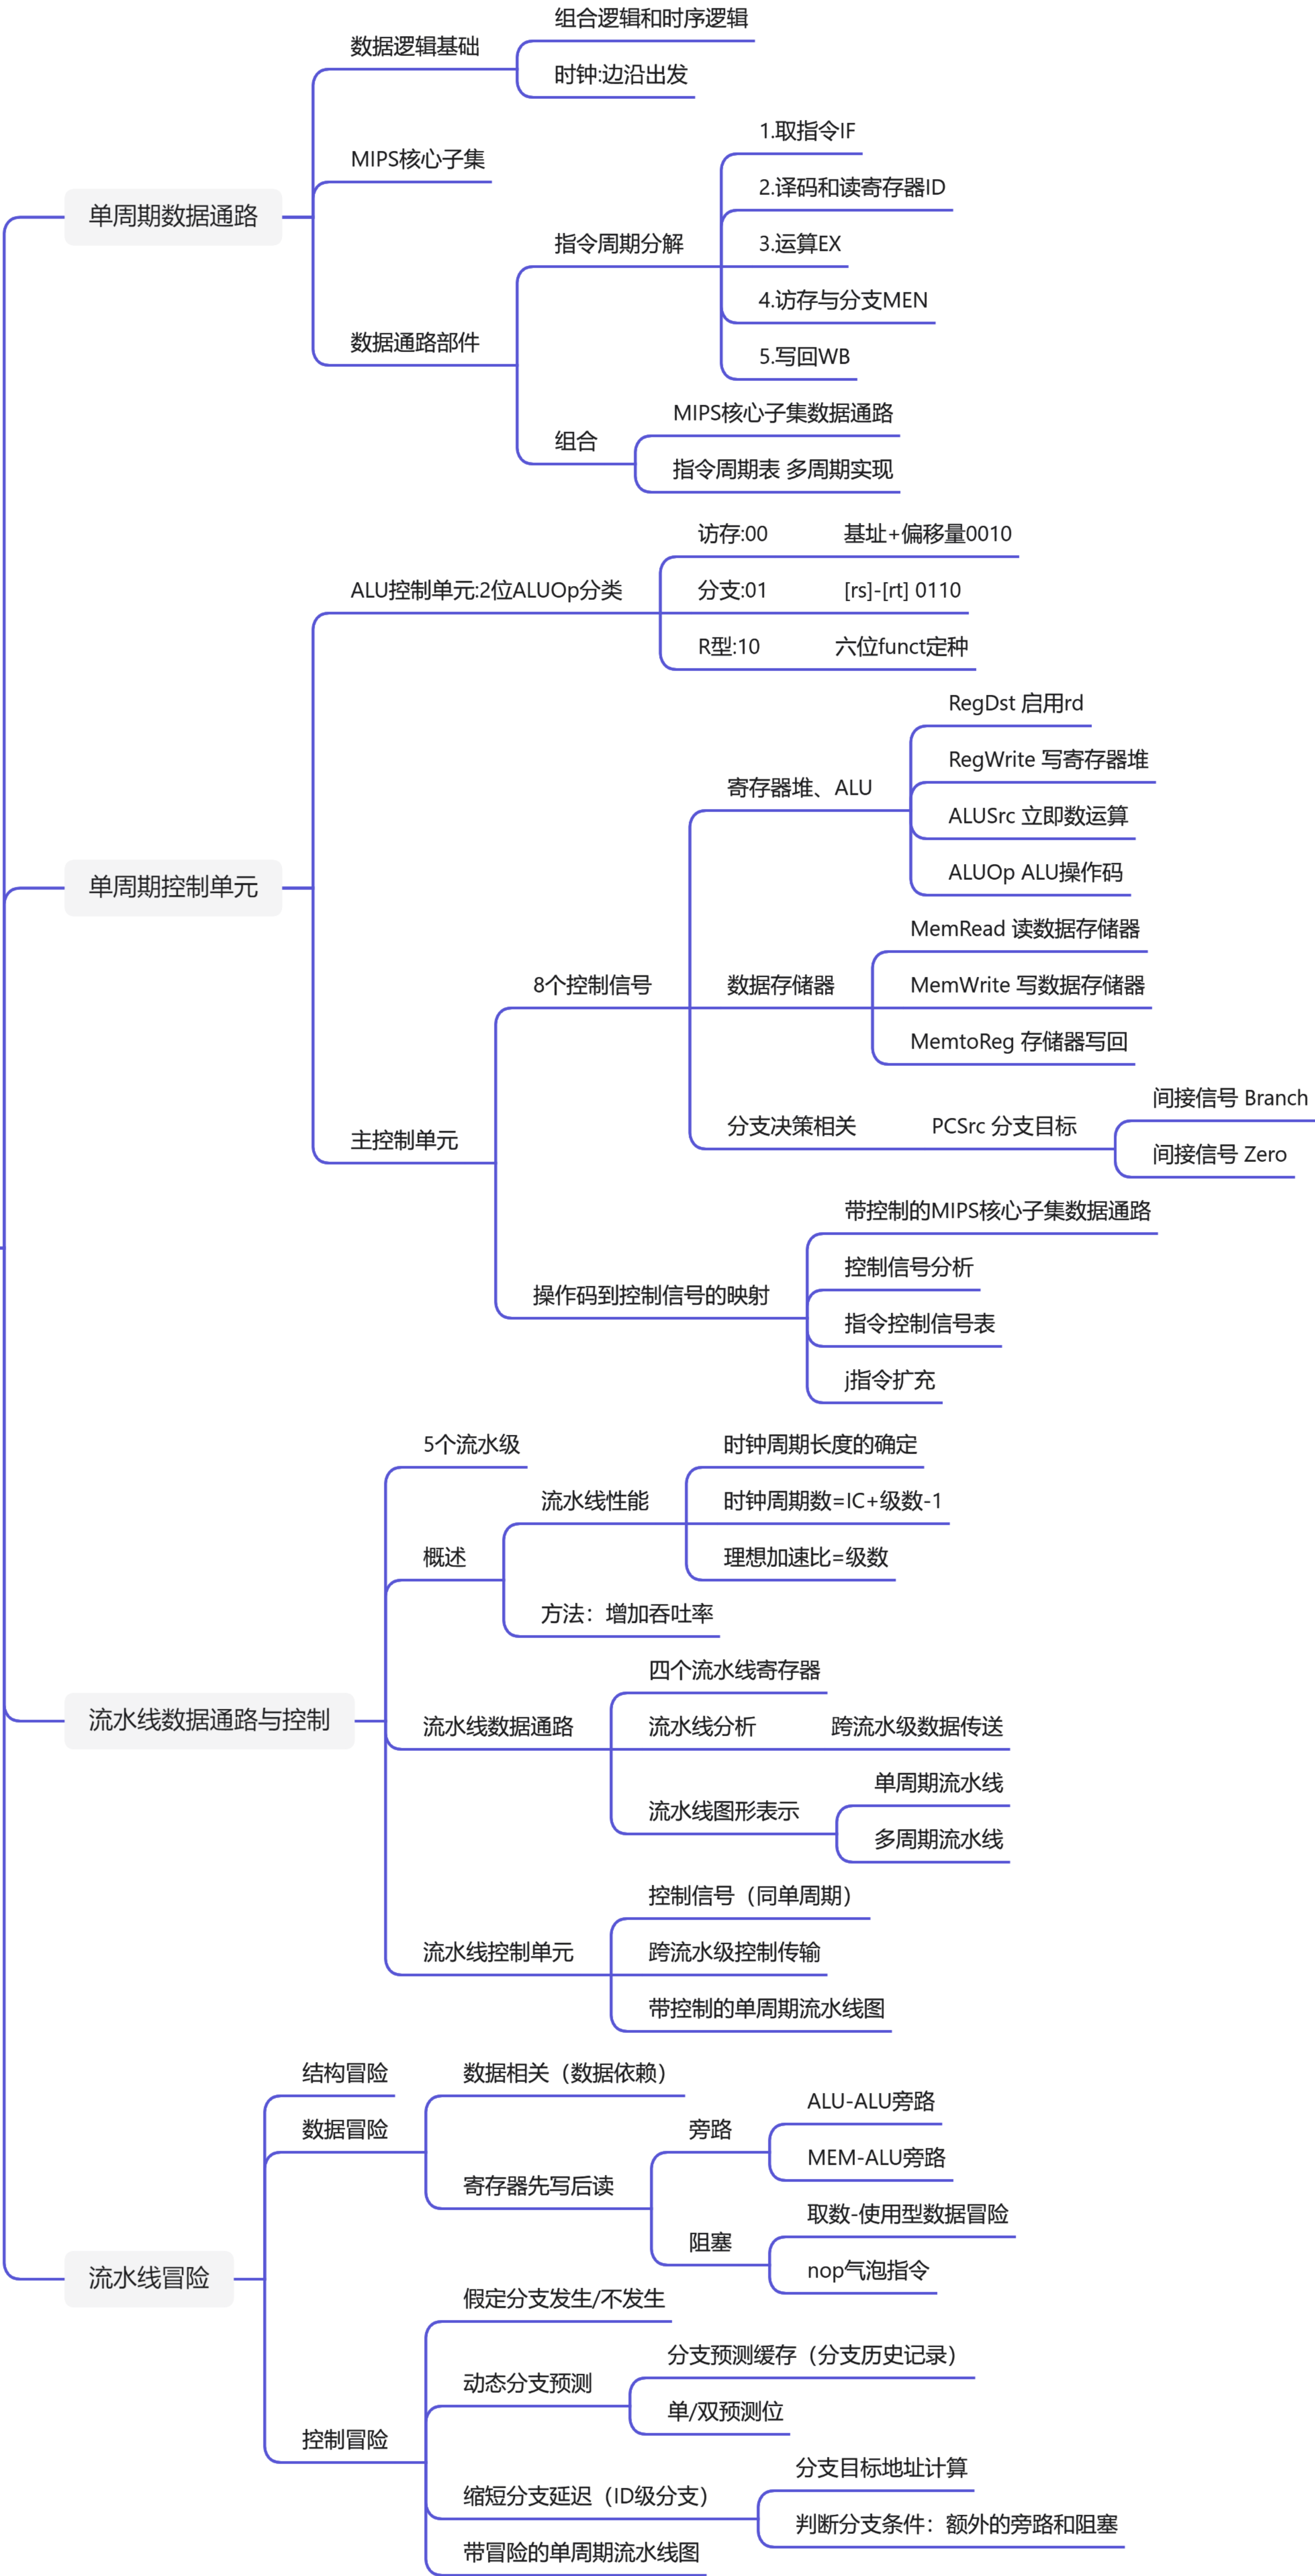 组合逻辑和时序逻辑
数据逻辑基础
时钟:边沿出发
1.取指令IF
MIPS核心子集
2.译码和读寄存器ID
单周期数据通路
指令周期分解
3.运算EX
4.访存与分支MEN
数据通路部件
5.写回WB
MIPS核心子集数据通路
组合
指令周期表 多周期实现
访存:00 基址+偏移量0010
ALU控制单元:2位ALUOp分类
分支:01 [rs]-[rt] 0110
R型:10 六位funct定种
RegDst 启用rd
RegWrite 写寄存器堆
寄存器堆、ALU
ALUSrc 立即数运算
ALUOp ALU操作码
单周期控制单元
MemRead 读数据存储器
8个控制信号
数据存储器
MemWrite 写数据存储器
MemtoReg 存储器写回
间接信号 Branch
主控制单元
分支决策相关
PCSrc 分支目标
间接信号 Zero
带控制的MIPS核心子集数据通路
控制信号分析
操作码到控制信号的映射
指令控制信号表
j指令扩充
5个流水级
时钟周期长度的确定
流水线性能
时钟周期数=IC+级数-1
概述
理想加速比=级数
方法：增加吞吐率
四个流水线寄存器
流水线数据通路与控制
流水线数据通路
流水线分析
跨流水级数据传送
单周期流水线
流水线图形表示
多周期流水线
控制信号（同单周期）
流水线控制单元
跨流水级控制传输
带控制的单周期流水线图
结构冒险
数据相关（数据依赖）
数据冒险
ALU-ALU旁路
旁路
MEM-ALU旁路
寄存器先写后读
取数-使用型数据冒险
阻塞
nop气泡指令
流水线冒险
假定分支发生/不发生
分支预测缓存（分支历史记录）
动态分支预测
单/双预测位
控制冒险
分支目标地址计算
缩短分支延迟（ID级分支）
判断分支条件：额外的旁路和阻塞
带冒险的单周期流水线图